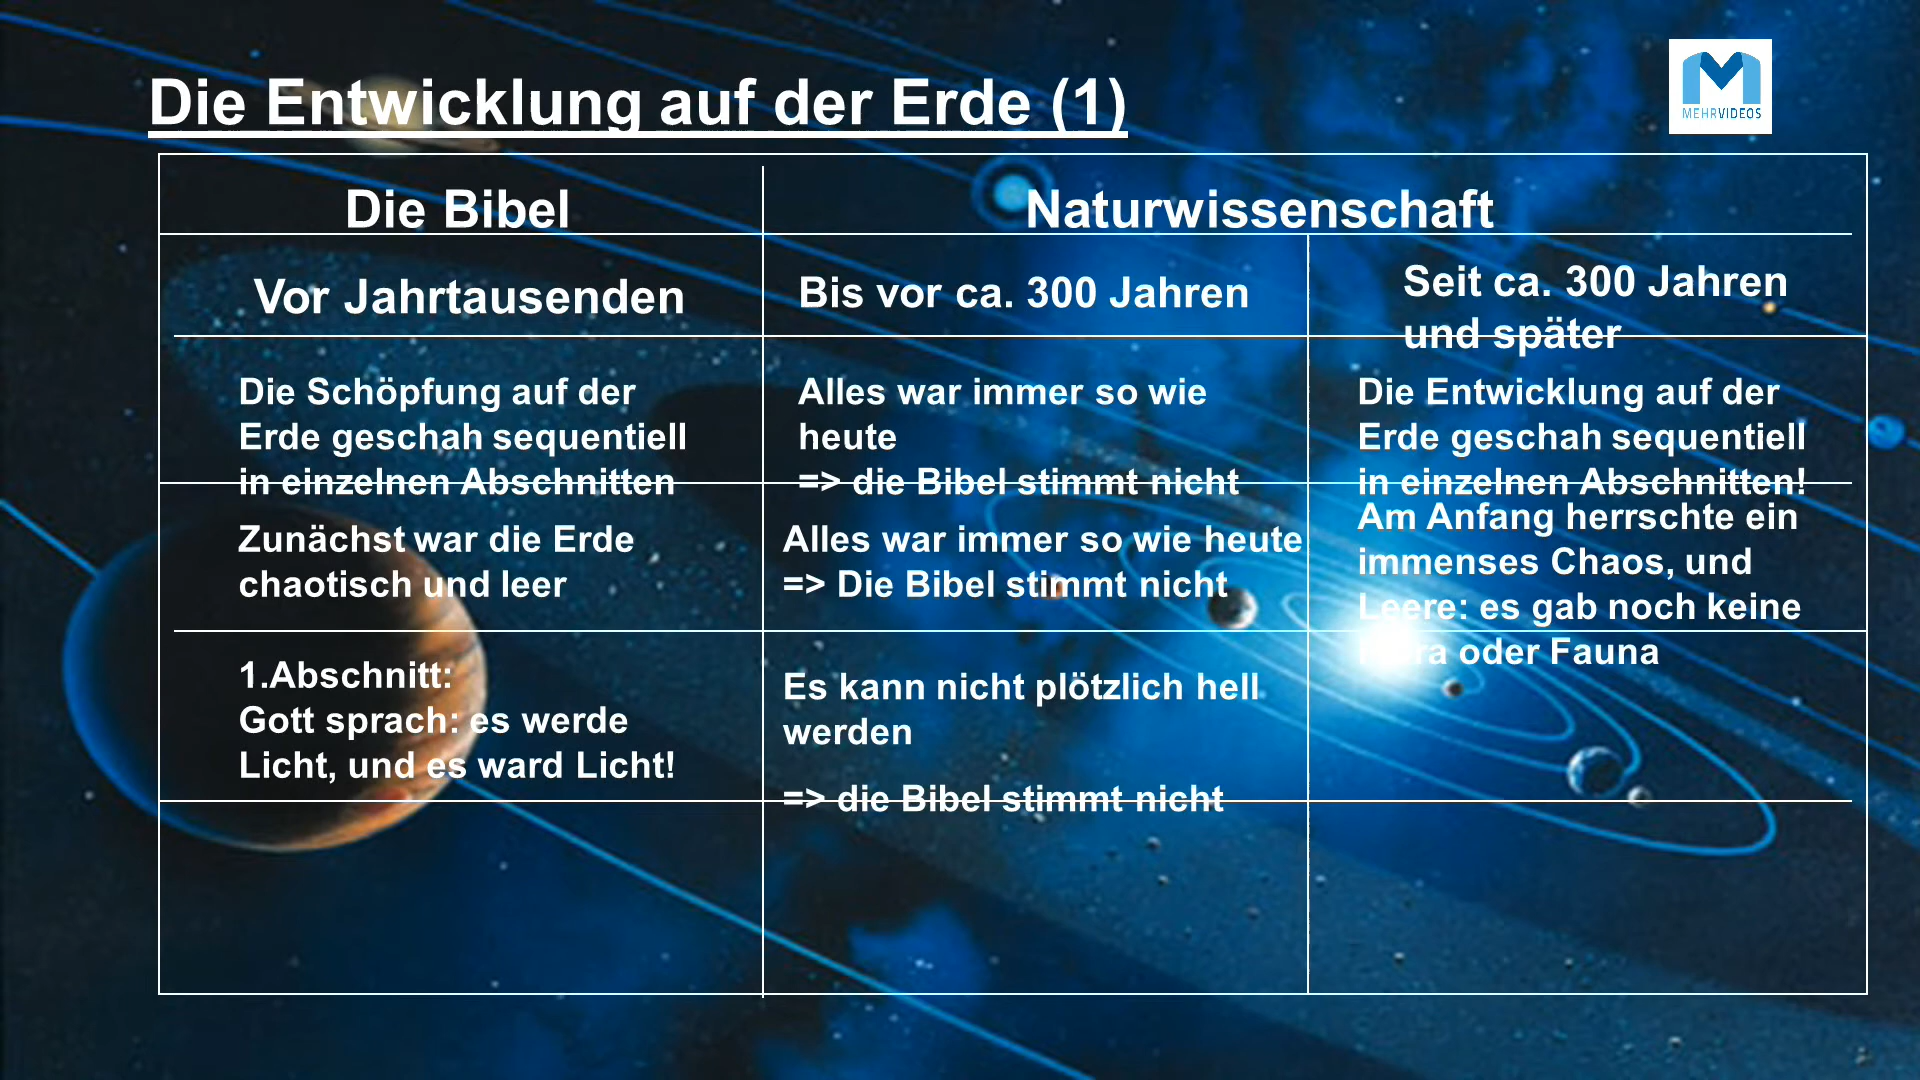 Die Entwicklung auf der Erde (1)
MEHRVIDEOS
Die Bibel
Naturwissenschaft
Vor Jahrtausenden
Bis vor ca. 300 Jahren
Seit ca. 300 Jahren
und später
Die Schöpfung auf der
Erde geschah sequentiell
in einzelnen Abschnitten
Alles war immer so wie
heute
=> die Bibel stimmt nicht
Die Entwicklung auf der
Erde geschah sequentiell
in einzelnen Abschnitten!
Zunächst war die Erde
chaotisch und leer
Alles war immer so wie heute
=> Die Bibel stimmt nicht
Am Anfang herrschte ein
immenses Chaos, und
Leere: es gab noch keine
Flora oder Fauna
1.Abschnitt:
Gott sprach: es werde
Licht, und es ward Licht!
Es kann nicht plötzlich hell
werden
=> die Bibel stimmt nicht